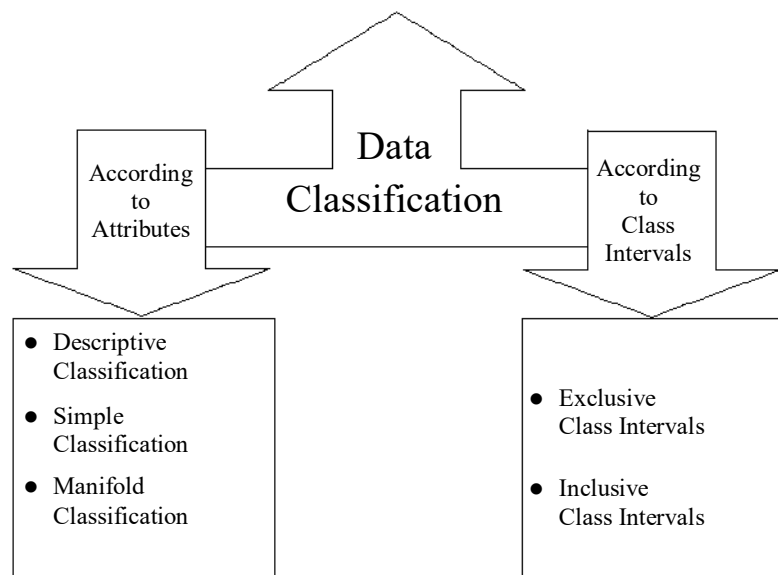 Data
Classification
According
to
Attributes
According
to
Class
Intervals
● Descriptive
Classification
● Simple
Classification
● Manifold
Classification
● Exclusive
Class Intervals
● Inclusive
Class Intervals